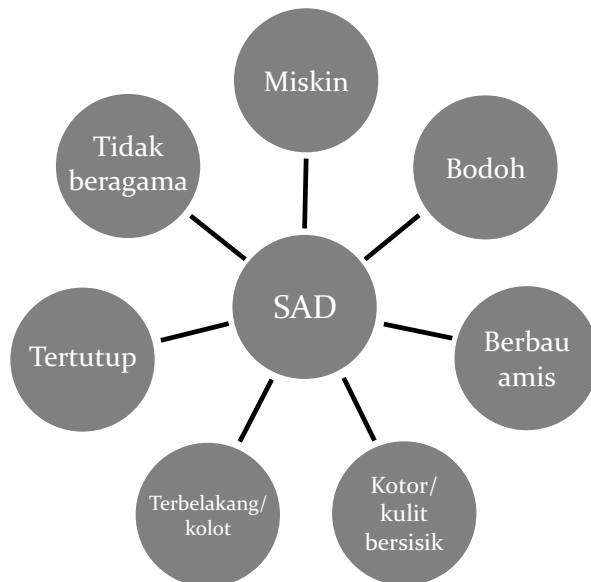 Miskin
Tidak
beragama
Bodoh
SAD
Tertutup
Berbau
amis
Terbelakang/
kolot
Kotor/
kulit
bersisik